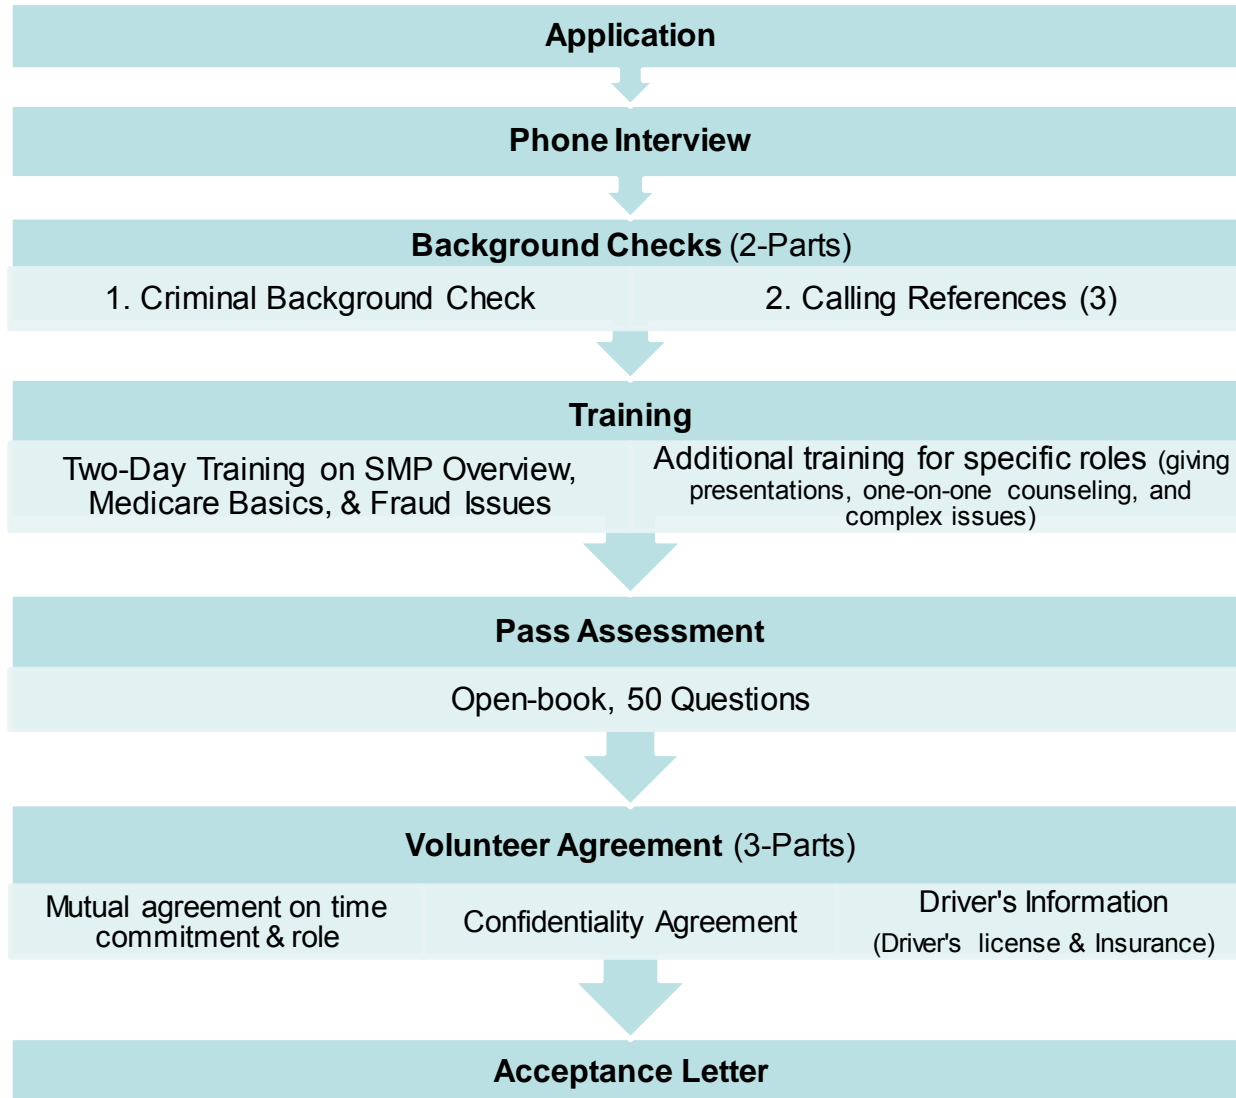 Application
Phone Interview
Background Checks (2-Parts)
1. Criminal Background Check
2. Calling References (3)
Training
Two-Day Training on SMP Overview,
Medicare Basics, & Fraud Issues
Additional training for specific roles (giving
presentations, one-on-one counseling, and
complex issues)
Pass Assessment
Open-book, 50 Questions
Volunteer Agreement (3-Parts)
Mutual agreement on time
commitment & role
Confidentiality Agreement
Driver's Information
(Driver's license & Insurance)
Acceptance Letter